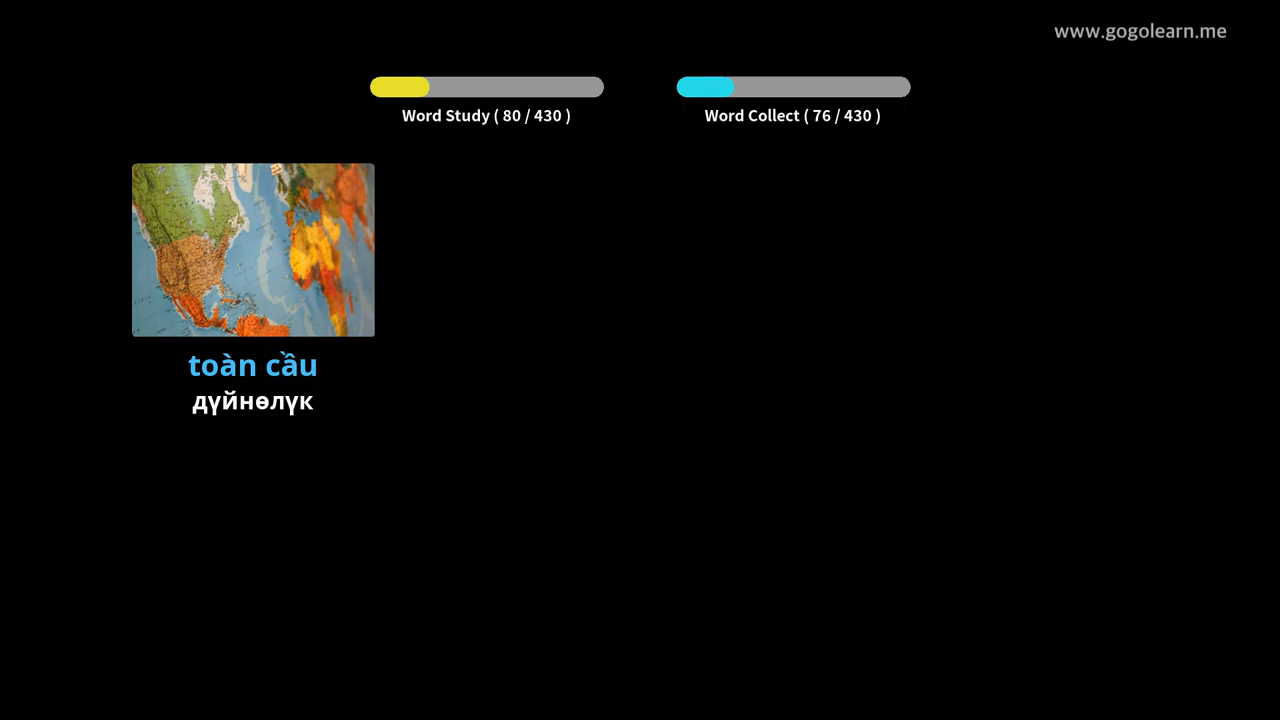 www.gogolearn.me
Word Study ( 80 / 430 )
Word Collect ( 76 / 430 )
toàn cầu
дүйнөлүк